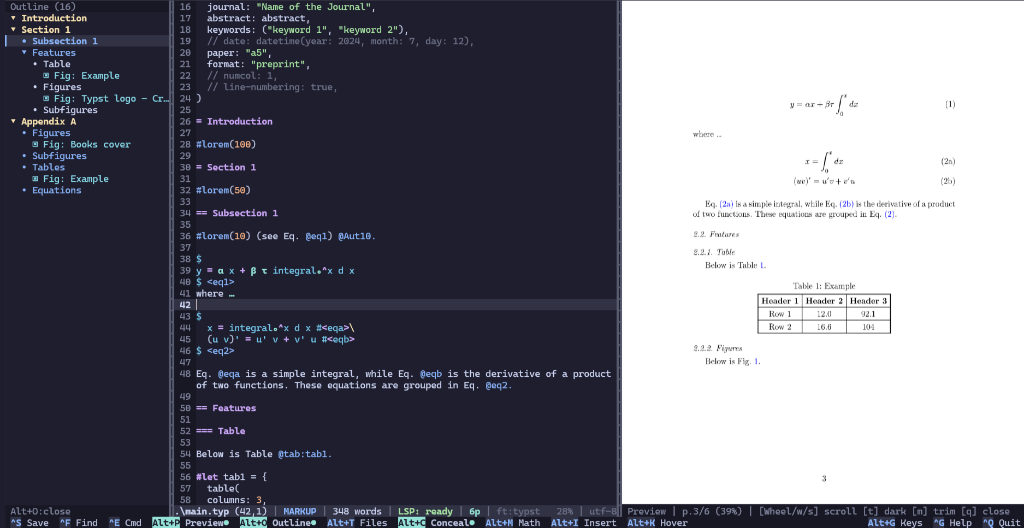 Outline (16)
▼ Introduction
▼ Section 1
• Subsection 1
▼ Features
• Table
Fig: Example
• Figures
Fig: Typst logo – Cr…
• Subfigures
▼ Appendix A
• Figures
Fig: Books cover
• Subfigures
• Tables
Fig: Example
• Equations
Alt+O:close
16 journal: "Name of the Journal",
17 abstract: abstract,
18 keywords: ("keyword 1", "keyword 2"),
19 // date: datetime(year: 2024, month: 7, day: 12),
20 paper: "a5",
21 format: "preprint",
22 // numcol: 1,
23 // line-numbering: true,
24 )
25
26 = Introduction
27
28 #lorem(100)
29
30 = Section 1
31
32 #lorem(50)
33
34 == Subsection 1
35
36 #lorem(10) (see Eq. @eq1) @Aut10.
37
38 $
39 y = α x + β τ integral₀^x d x
40 $ <eq1>
41 where …
42
43 $
44 x = integral₀^x d x #<eqa>\
45 (u v)' = u' v + v' u #<eqb>
46 $ <eq2>
47
48 Eq. @eqa is a simple integral, while Eq. @eqb is the derivative of a product
of two functions. These equations are grouped in Eq. @eq2.
49
50 == Features
51
52 === Table
53
54 Below is Table @tab:tab1.
55
56 #let tab1 = {
57 table(
58 columns: 3,
.\main.typ (42,1) | MARKUP | 348 words | LSP: ready | 6p | ft:typst 28% | utf-8
y = αx + βτ ∫₀ˣ dx (1)
where ...
x = ∫₀ˣ dx (2a)
(uv)′ = u′v + v′u (2b)
Eq. (2a) is a simple integral, while Eq. (2b) is the derivative of a product
of two functions. These equations are grouped in Eq. (2).
2.2. Features
2.2.1. Table
Below is Table 1.
Table 1: Example
Header 1 Header 2 Header 3
Row 1 12.0 92.1
Row 2 16.6 104
2.2.2. Figures
Below is Fig. 1.
3
Preview | p.3/6 (39%) | [Wheel/w/s] scroll [t] dark [m] trim [q] close
^S Save ^F Find ^E Cmd Alt+P Preview● Alt+O Outline● Alt+T Files Alt+C Conceal● Alt+M Math Alt+I Insert Alt+K Hover Alt+G Keys ^G Help ^Q Quit